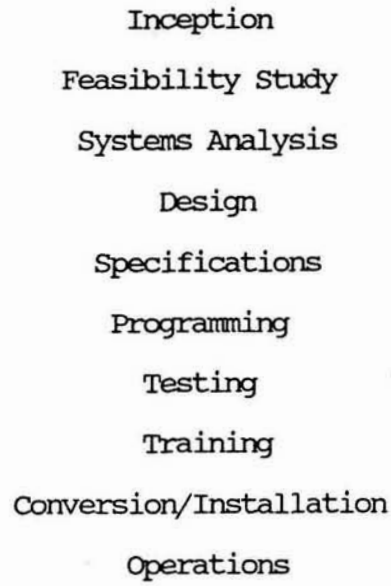 Inception
Feasibility Study
Systems Analysis
Design
Specifications
Programming
Testing
Training
Conversion/Installation
Operations